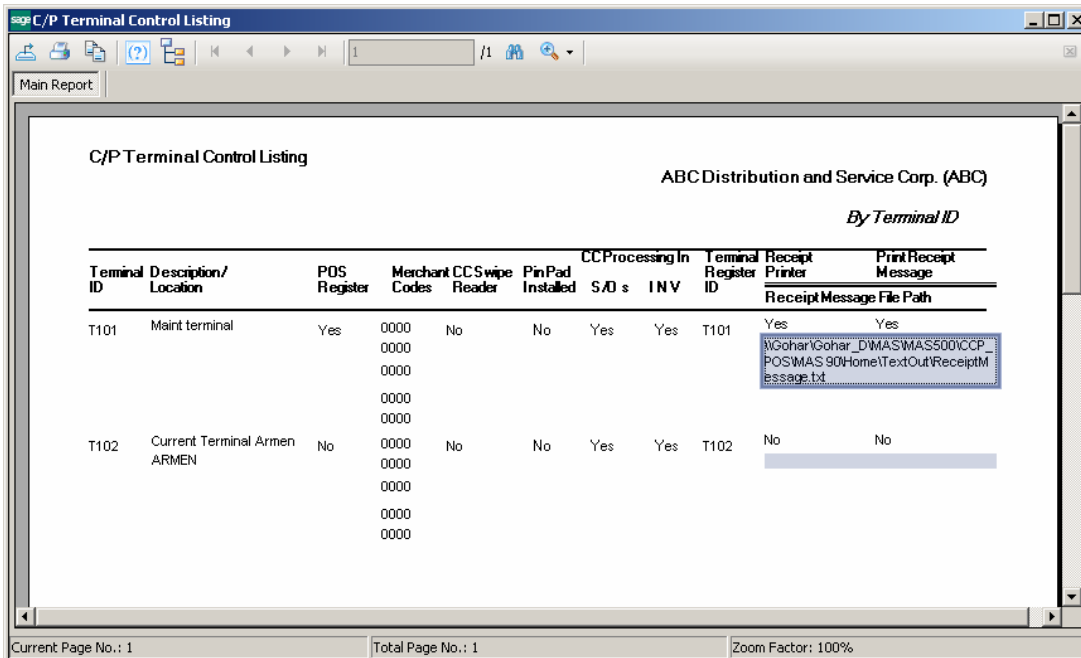 sage C/P Terminal Control Listing
1 /1
Main Report
C/P Terminal Control Listing
ABC Distribution and Service Corp. (ABC)
By Terminal ID
Terminal ID Description/ Location POS Register Merchant Codes CC Swipe Reader Pin Pad Installed CC Processing In S/O s INV Terminal Register ID Receipt Printer Print Receipt Message
Receipt Message File Path
T101 Maint terminal Yes 0000 No No Yes Yes T101 Yes Yes
0000
0000
0000
0000
\\Gohar\Gohar_D\MAS\MAS500\CCP_
POS\MAS 90\Home\TextOut\ReceiptM
essage.txt
T102 Current Terminal Armen No 0000 No No Yes Yes T102 No No
ARMEN 0000
0000
0000
0000
Current Page No.: 1 Total Page No.: 1 Zoom Factor: 100%